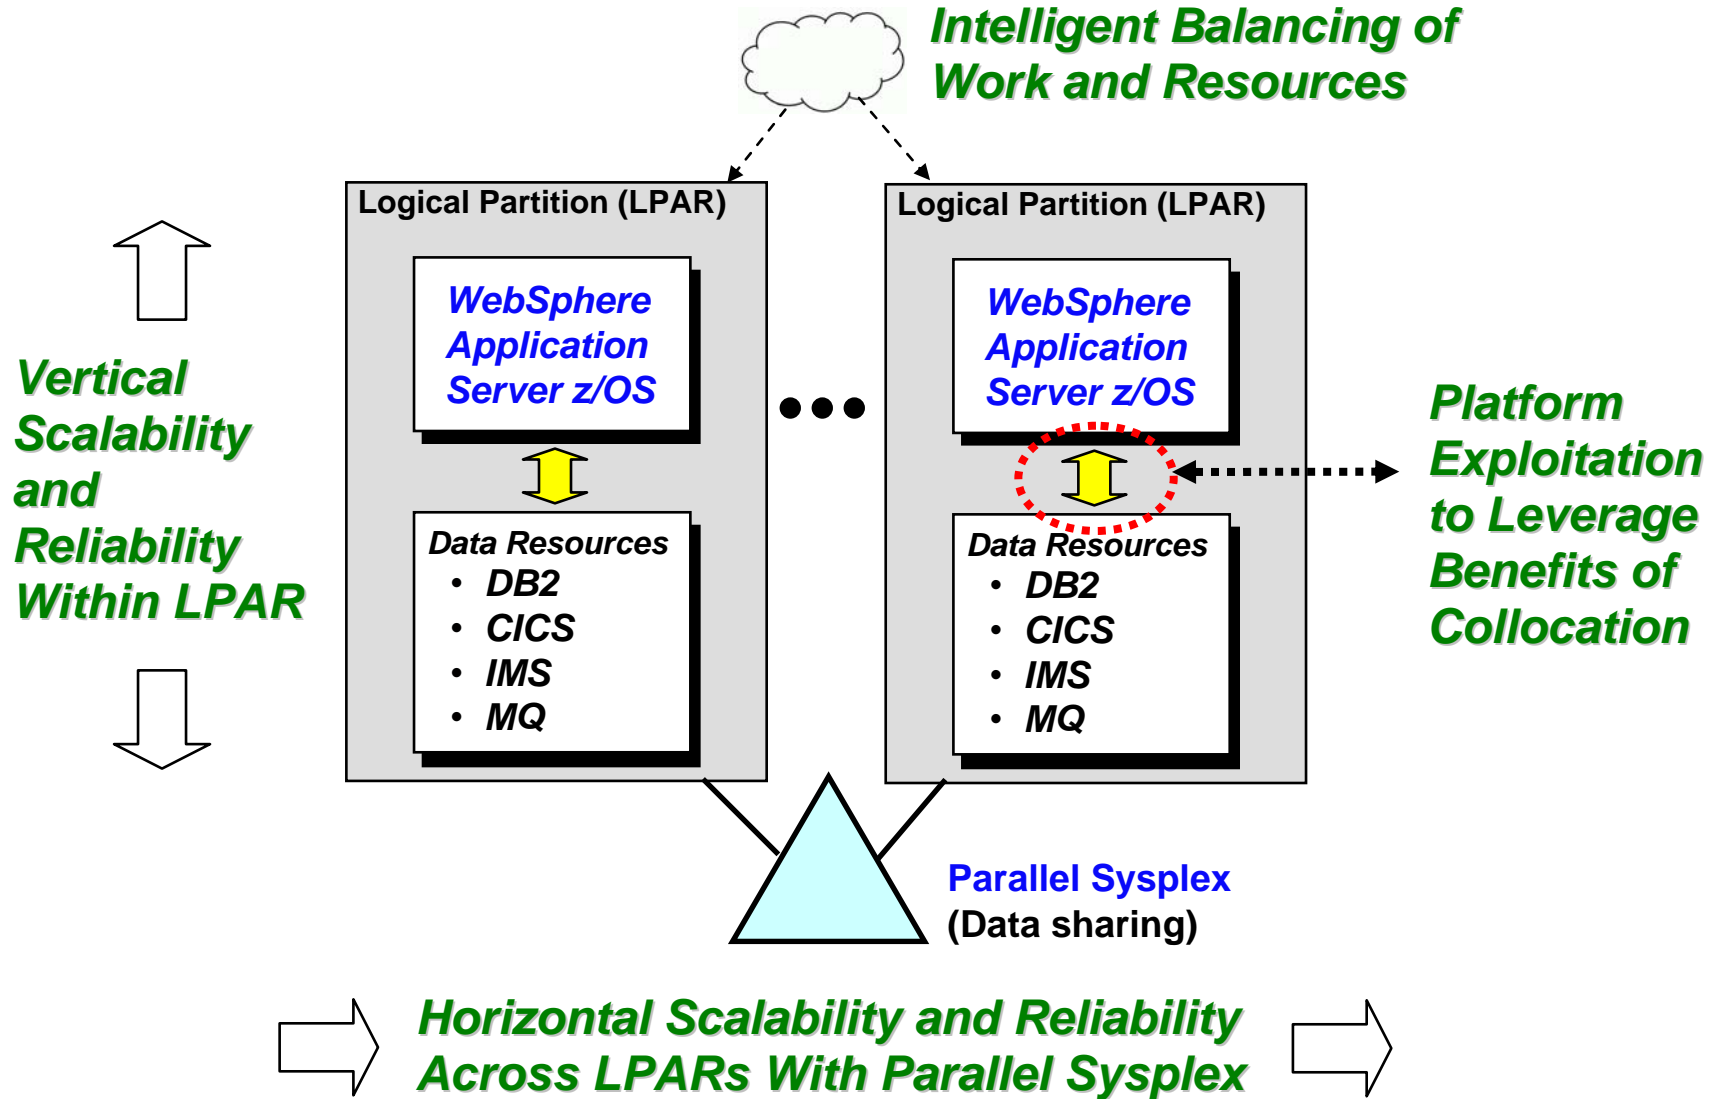 Intelligent Balancing of
Work and Resources
Logical Partition (LPAR)
WebSphere
Application
Server z/OS
Data Resources
• DB2
• CICS
• IMS
• MQ
Logical Partition (LPAR)
WebSphere
Application
Server z/OS
Data Resources
• DB2
• CICS
• IMS
• MQ
Vertical
Scalability
and
Reliability
Within LPAR
Platform
Exploitation
to Leverage
Benefits of
Collocation
Parallel Sysplex
(Data sharing)
Horizontal Scalability and Reliability
Across LPARs With Parallel Sysplex